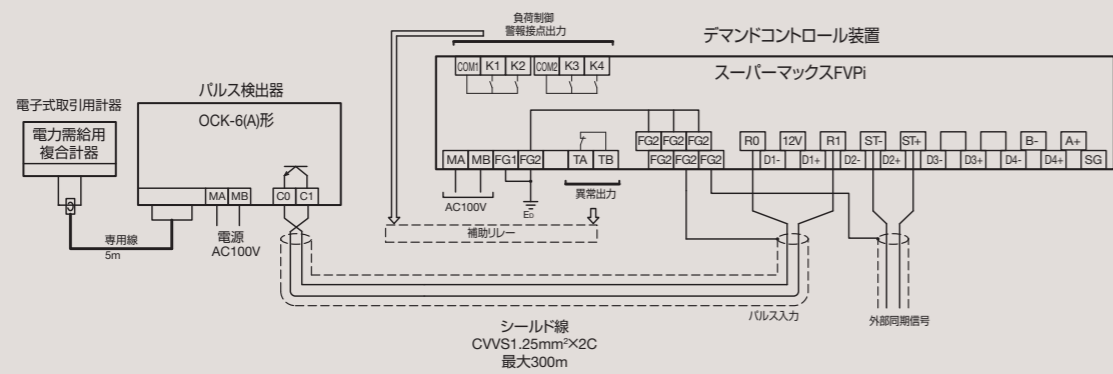 負荷制御
警報接点出力
デマンドコントロール装置
COM1 K1 K2 COM2 K3 K4
スーパーマックスFVPi
パルス検出器
電子式取引用計器
OCK-6(A)形
電力需給用
複合計器
FG2 FG2 FG2
R0 12V R1 ST- ST+ B- A+
MA MB FG1 FG2 TA TB
FG2 FG2 FG2
D1- D1+ D2- D2+ D3- D3+ D4- D4+ SG
MA MB C0 C1
AC100V
異常出力
ED
専用線
5m
電源
AC100V
補助リレー
パルス入力
外部同期信号
シールド線
CVVS1.25mm²×2C
最大300m